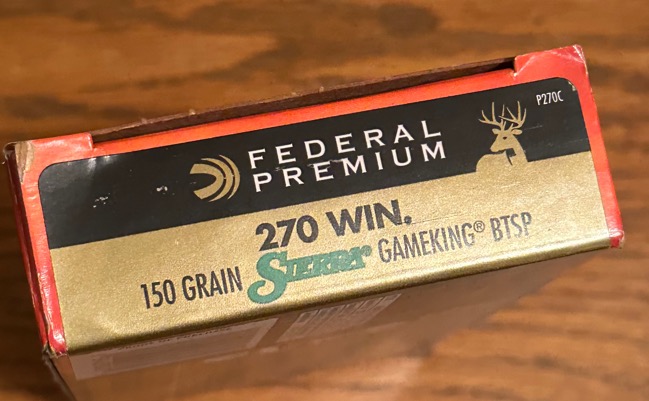 P270C
FEDERAL
PREMIUM
270 WIN.
150 GRAIN SIERRA GAMEKING® BTSP